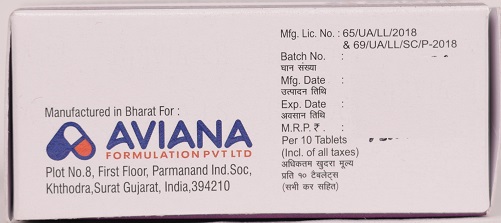 Mfg. Lic. No. : 65/UA/LL/2018
& 69/UA/LL/SC/P-2018
Batch No. :
घान संख्या
Mfg. Date :
उत्पादन तिथि
Exp. Date :
अवसान तिथि
M.R.P. ₹ . :
Per 10 Tablets
(Incl. of all taxes)
अधिकतम खुदरा मूल्य
प्रति १० टैबलेट्स
(सभी कर सहित)
Manufactured in Bharat For :
AVIANA
FORMULATION PVT LTD
Plot No.8, First Floor, Parmanand Ind.Soc,
Khthodra,Surat Gujarat, India,394210